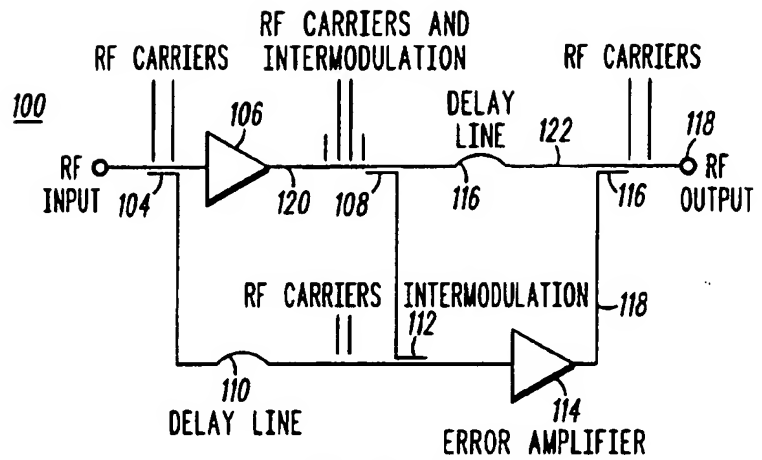 RF CARRIERS AND
INTERMODULATION
RF CARRIERS
RF CARRIERS
100
106
DELAY
LINE
122
118
RF
INPUT
104
120
108
116
116
RF
OUTPUT
RF CARRIERS
INTERMODULATION
112
118
110
DELAY LINE
114
ERROR AMPLIFIER